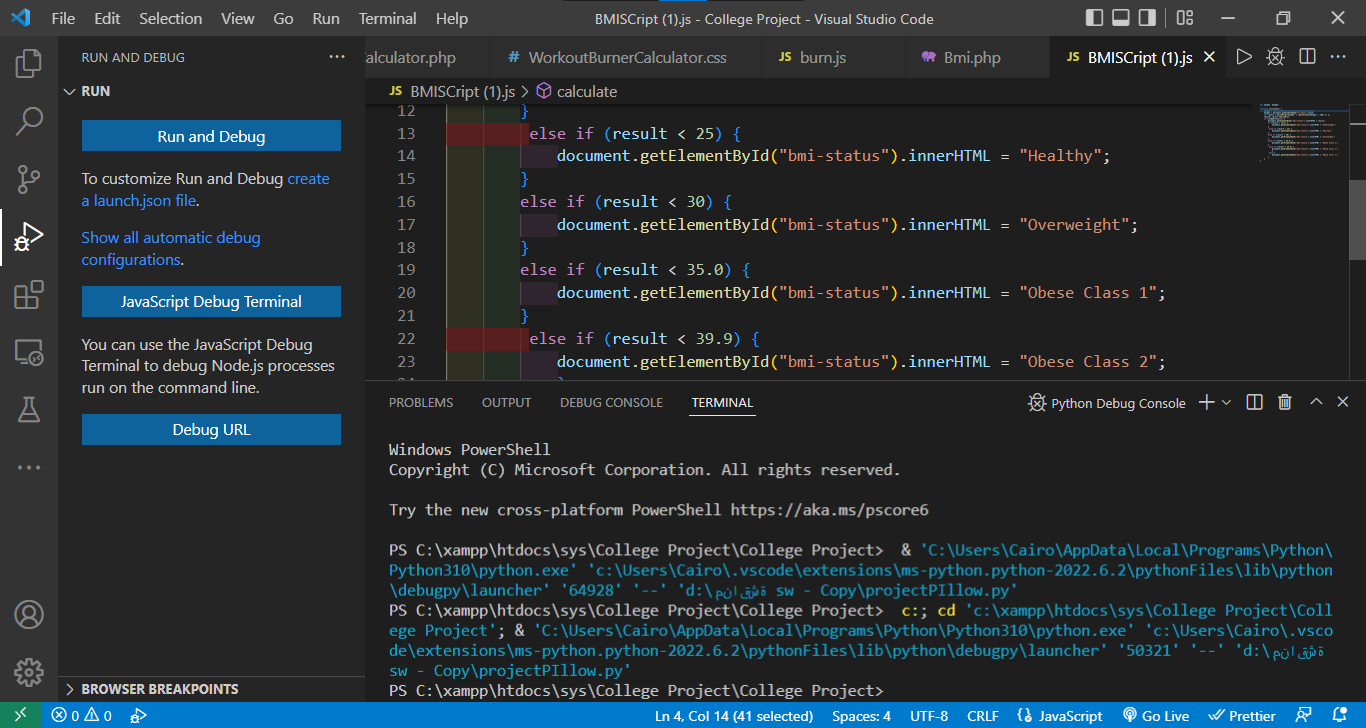 File Edit Selection View Go Run Terminal Help
BMISCript (1).js - College Project - Visual Studio Code
RUN AND DEBUG ···
alculator.php # WorkoutBurnerCalculator.css JS burn.js Bmi.php JS BMISCript (1).js
RUN
JS BMISCript (1).js > calculate
Run and Debug
To customize Run and Debug create
a launch.json file.
Show all automatic debug
configurations.
JavaScript Debug Terminal
You can use the JavaScript Debug
Terminal to debug Node.js processes
run on the command line.
Debug URL
12 }
13 else if (result < 25) {
14 document.getElementById("bmi-status").innerHTML = "Healthy";
15 }
16 else if (result < 30) {
17 document.getElementById("bmi-status").innerHTML = "Overweight";
18 }
19 else if (result < 35.0) {
20 document.getElementById("bmi-status").innerHTML = "Obese Class 1";
21 }
22 else if (result < 39.9) {
23 document.getElementById("bmi-status").innerHTML = "Obese Class 2";
PROBLEMS OUTPUT DEBUG CONSOLE TERMINAL
Python Debug Console
Windows PowerShell
Copyright (C) Microsoft Corporation. All rights reserved.
Try the new cross-platform PowerShell https://aka.ms/pscore6
PS C:\xampp\htdocs\sys\College Project\College Project>  & 'C:\Users\Cairo\AppData\Local\Programs\Python\
Python310\python.exe' 'c:\Users\Cairo\.vscode\extensions\ms-python.python-2022.6.2\pythonFiles\lib\python
\debugpy\launcher' '64928' '--' 'd:\مناقشة sw - Copy\projectPIllow.py'
PS C:\xampp\htdocs\sys\College Project\College Project>  c:; cd 'c:\xampp\htdocs\sys\College Project\Coll
ege Project'; & 'C:\Users\Cairo\AppData\Local\Programs\Python\Python310\python.exe' 'c:\Users\Cairo\.vsco
de\extensions\ms-python.python-2022.6.2\pythonFiles\lib\python\debugpy\launcher' '50321' '--' 'd:\مناقشة
sw - Copy\projectPIllow.py'
PS C:\xampp\htdocs\sys\College Project\College Project>
BROWSER BREAKPOINTS
0 0 Ln 4, Col 14 (41 selected) Spaces: 4 UTF-8 CRLF JavaScript Go Live Prettier